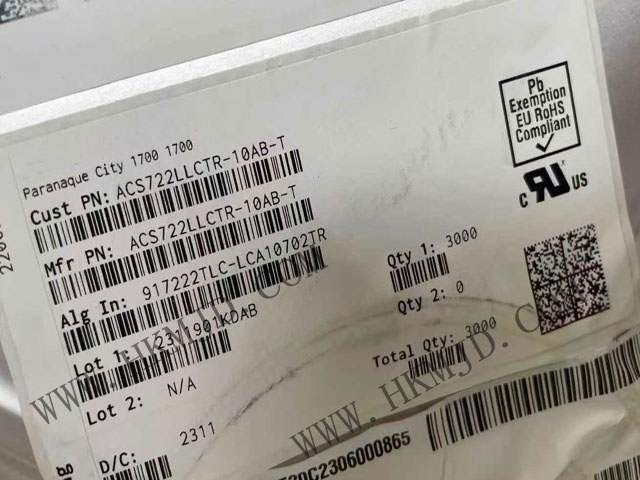 Paranaque City 1700 1700
Cust PN: ACS722LLCTR-10AB-T
Mfr PN: ACS722LLCTR-10AB-T
Alg In: 917222TLC-LCA10702TR
Lot 1:
Lot 2: N/A
D/C: 2311
Qty 1: 3000
Qty 2: 0
Total Qty: 3000
Pb
Exemption
EU RoHS
Compliant
c RU US
C2306000865
WWW.HKMJD.COM
WWW.HKMJD.C